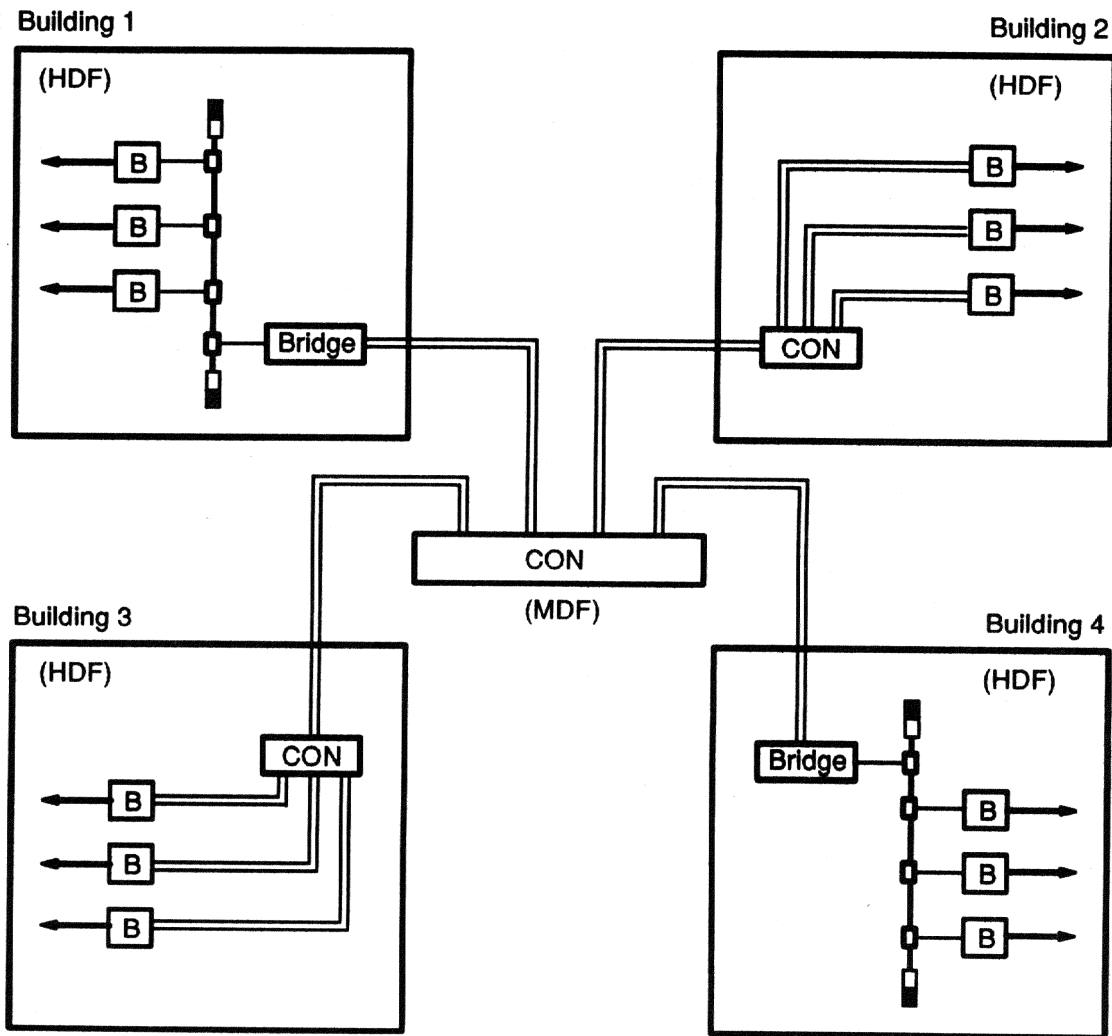 Building 1
(HDF)
B
B
B
Bridge
Building 2
(HDF)
B
B
B
CON
CON
(MDF)
Building 3
(HDF)
CON
B
B
B
Building 4
(HDF)
Bridge
B
B
B